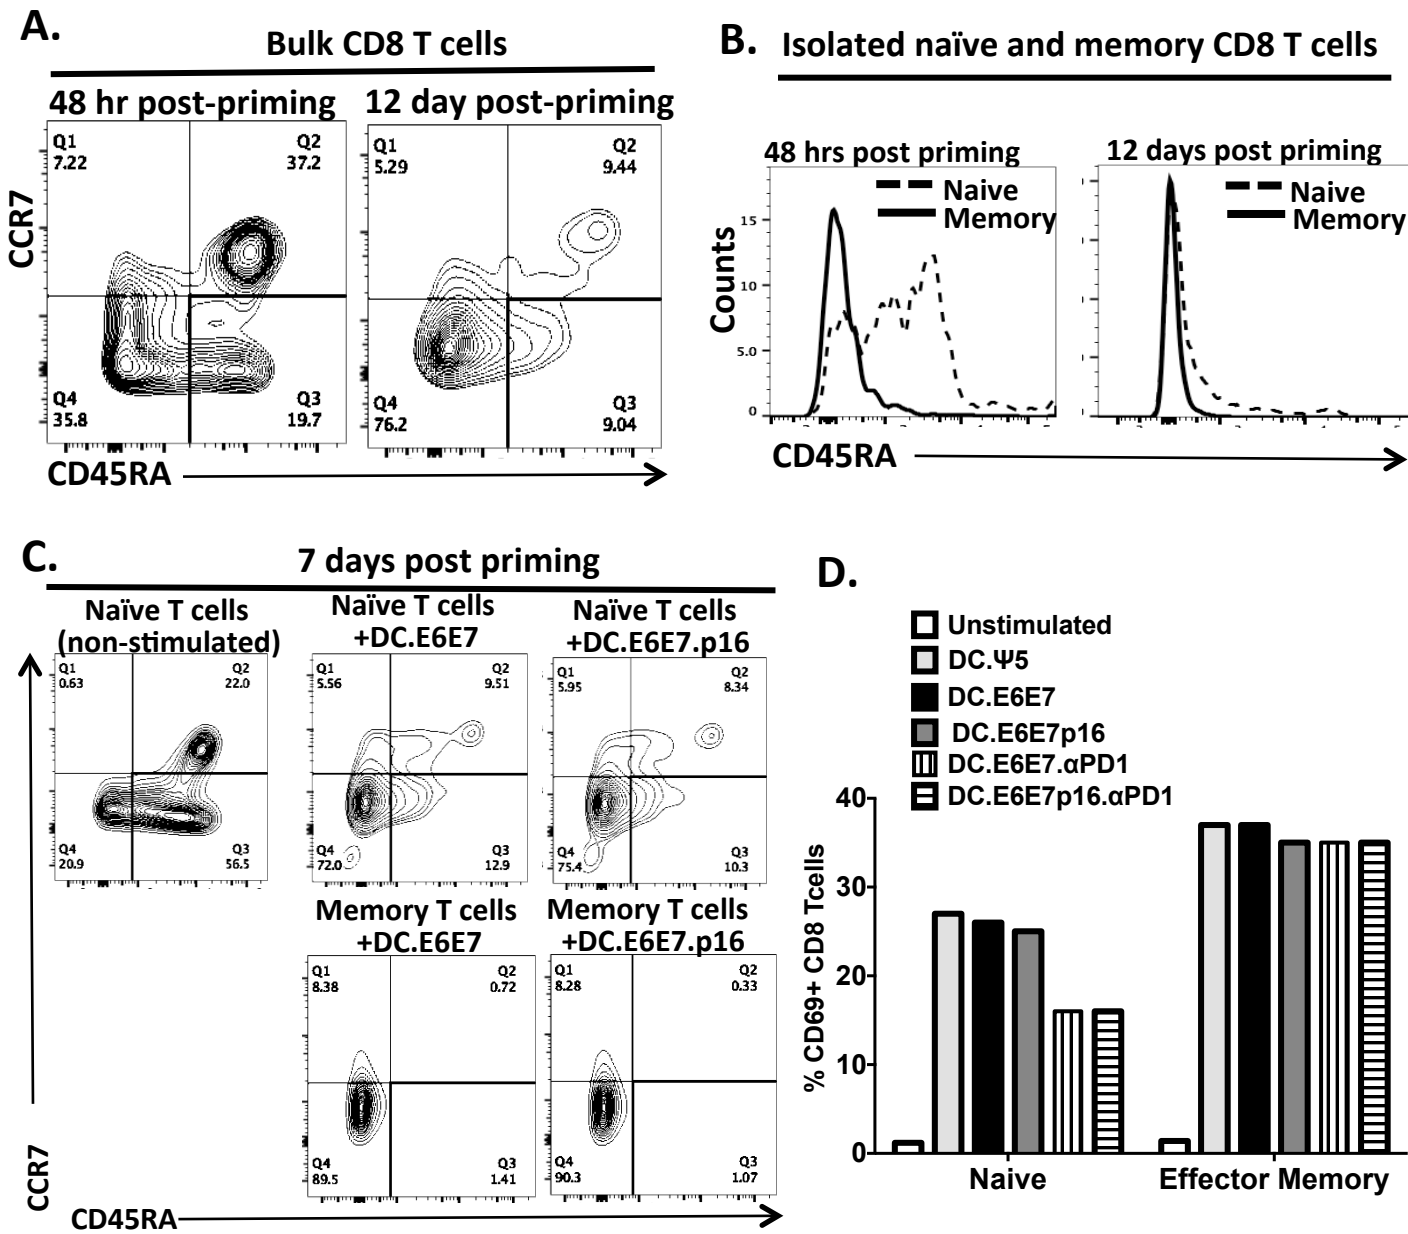 A.
Bulk CD8 T cells
48 hr post-priming
12 day post-priming
Q1
7.22
Q2
37.2
Q4
35.8
Q3
19.7
Q1
5.29
Q2
9.44
Q4
76.2
Q3
9.04
CCR7
CD45RA
B.
Isolated naïve and memory CD8 T cells
48 hrs post priming
Naive
Memory
12 days post priming
Naive
Memory
Counts
15
10
5.0
0
CD45RA
C.
7 days post priming
Naïve T cells
(non-stimulated)
Q1
0.63
Q2
22.0
Q4
20.9
Q3
56.5
Naïve T cells
+DC.E6E7
Q1
5.56
Q2
9.51
Q4
72.0
Q3
12.9
Naïve T cells
+DC.E6E7.p16
Q1
5.95
Q2
8.34
Q4
75.4
Q3
10.3
Memory T cells
+DC.E6E7
Q1
8.38
Q2
0.72
Q4
89.5
Q3
1.41
Memory T cells
+DC.E6E7.p16
Q1
8.28
Q2
0.33
Q4
90.3
Q3
1.07
CCR7
CD45RA
D.
Unstimulated
DC.Ψ5
DC.E6E7
DC.E6E7p16
DC.E6E7.αPD1
DC.E6E7p16.αPD1
% CD69+ CD8 Tcells
40
30
20
10
0
Naive
Effector Memory